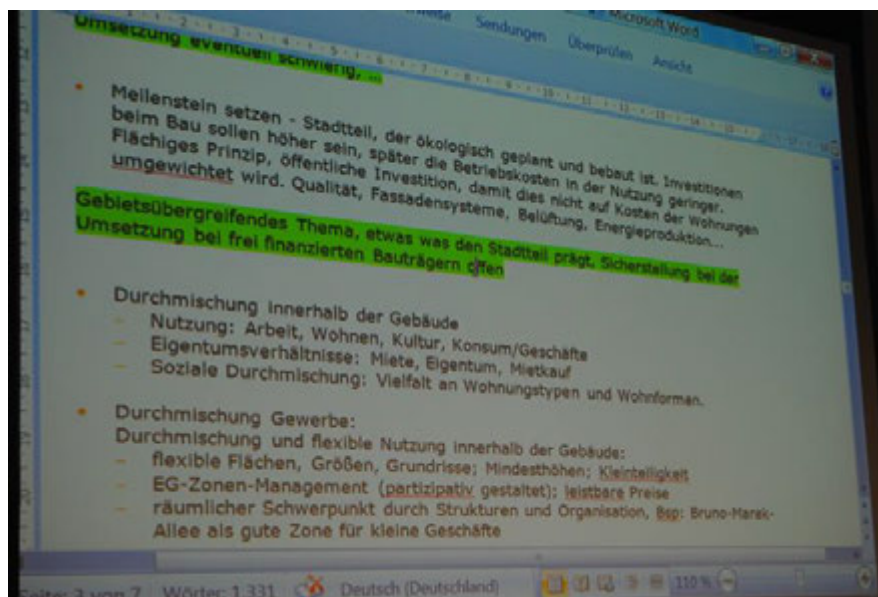 Sendungen Überprüfen Ansicht
Microsoft Word
Umsetzung eventuell schwierig, ...
• Meilenstein setzen - Stadtteil, der ökologisch geplant und bebaut ist. Investitionen
beim Bau sollen höher sein, später die Betriebskosten in der Nutzung geringer.
Flächiges Prinzip, öffentliche Investition, damit dies nicht auf Kosten der Wohnungen
umgewichtet wird. Qualität, Fassadensysteme, Belüftung, Energieproduktion...
Gebietsübergreifendes Thema, etwas was den Stadtteil prägt, Sicherstellung bei der
Umsetzung bei frei finanzierten Bauträgern offen
• Durchmischung innerhalb der Gebäude
– Nutzung: Arbeit, Wohnen, Kultur, Konsum/Geschäfte
– Eigentumsverhältnisse: Miete, Eigentum, Mietkauf
– Soziale Durchmischung: Vielfalt an Wohnungstypen und Wohnformen.
• Durchmischung Gewerbe:
Durchmischung und flexible Nutzung innerhalb der Gebäude:
– flexible Flächen, Größen, Grundrisse; Mindesthöhen; Kleinteiligkeit
– EG-Zonen-Management (partizipativ gestaltet); leistbare Preise
– räumlicher Schwerpunkt durch Strukturen und Organisation, Bsp: Bruno-Marek-
Allee als gute Zone für kleine Geschäfte
Seite: 3 von 7 Wörter: 1.331 Deutsch (Deutschland) 110 %